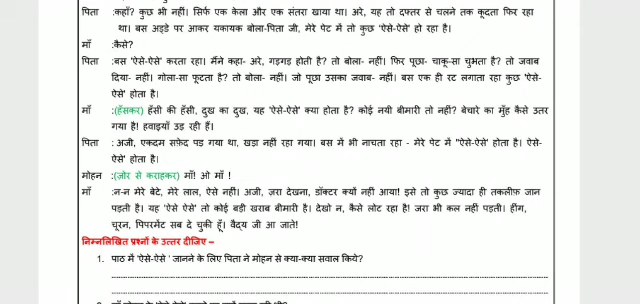 पिता :कहाँ? कुछ भी नहीं। सिर्फ एक केला और एक संतरा खाया था। अरे, यह तो दफ्तर से चलने तक कूदता फिर रहा
था। बस अड्डे पर आकर यकायक बोला-पिता जी, मेरे पेट में तो कुछ 'ऐसे-ऐसे' हो रहा है।
माँ :कैसे?
पिता :बस 'ऐसे-ऐसे' करता रहा। मैंने कहा- अरे, गड़गड़ होती है? तो बोला- नहीं। फिर पूछा- चाकू-सा चुभता है? तो जवाब
दिया- नहीं। गोला-सा फूटता है? तो बोला- नहीं। जो पूछा उसका जवाब- नहीं। बस एक ही रट लगाता रहा कुछ 'ऐसे-
ऐसे' होता है।
माँ :(हँसकर) हँसी की हँसी, दुख का दुख, यह 'ऐसे-ऐसे' क्या होता है? कोई नयी बीमारी तो नहीं? बेचारे का मुँह कैसे उतर
गया है! हवाइयाँ उड़ रही हैं।
पिता : अजी, एकदम सफ़ेद पड़ गया था, खड़ा नहीं रहा गया। बस में भी नाचता रहा - मेरे पेट में "ऐसे-ऐसे' होता है। ऐसे-
ऐसे' होता है।
मोहन :(ज़ोर से कराहकर) माँ! ओ माँ !
माँ :न-न मेरे बेटे, मेरे लाल, ऐसे नहीं। अजी, ज़रा देखना, डॉक्टर क्यों नहीं आया! इसे तो कुछ ज्यादा ही तकलीफ़ जान
पड़ती है। यह 'ऐसे ऐसे' तो कोई बड़ी खराब बीमारी है। देखो न, कैसे लोट रहा है! जरा भी कल नहीं पड़ती। हींग,
चूरन, पिपरमेंट सब दे चुकी हूँ। वैद्य जी आ जाते!
निम्नलिखित प्रश्नों के उत्तर दीजिए –
1. पाठ में 'ऐसे-ऐसे ' जानने के लिए पिता ने मोहन से क्या-क्या सवाल किये?